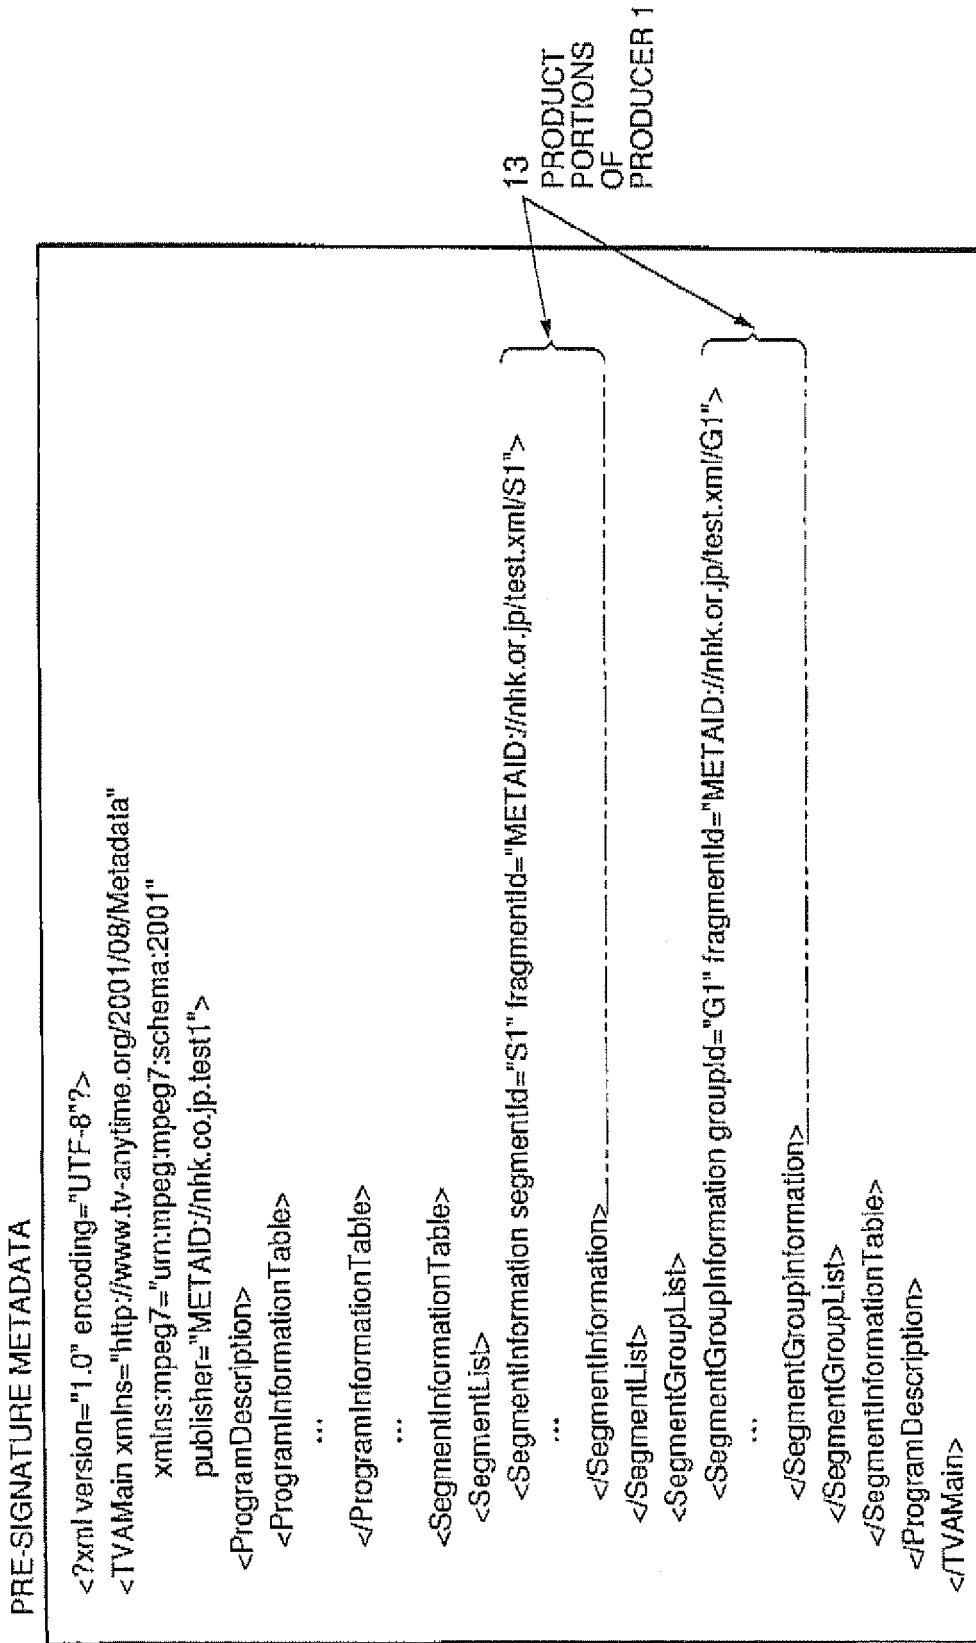 PRE-SIGNATURE METADATA
<?xml version="1.0" encoding="UTF-8"?>
<TVAMain xmlns="http://www.tv-anytime.org/2001/08/Metadata"
xmlns:mpeg7="urn:mpeg:mpeg7:schema:2001"
publisher="METAID://nhk.co.jp.test1">
<ProgramDescription>
<ProgramInformationTable>
...
</ProgramInformationTable>
...
<SegmentInformationTable>
<SegmentList>
<SegmentInformation segmentId="S1" fragmentId="METAID://nhk.or.jp/test.xml/S1">
...
</SegmentInformation>
</SegmentList>
<SegmentGroupList>
<SegmentGroupInformation groupId="G1" fragmentId="METAID://nhk.or.jp/test.xml/G1">
...
</SegmentGroupInformation>
</SegmentGroupList>
</SegmentInformationTable>
</ProgramDescription>
</TVAMain>
13
PRODUCT
PORTIONS
OF
PRODUCER 1